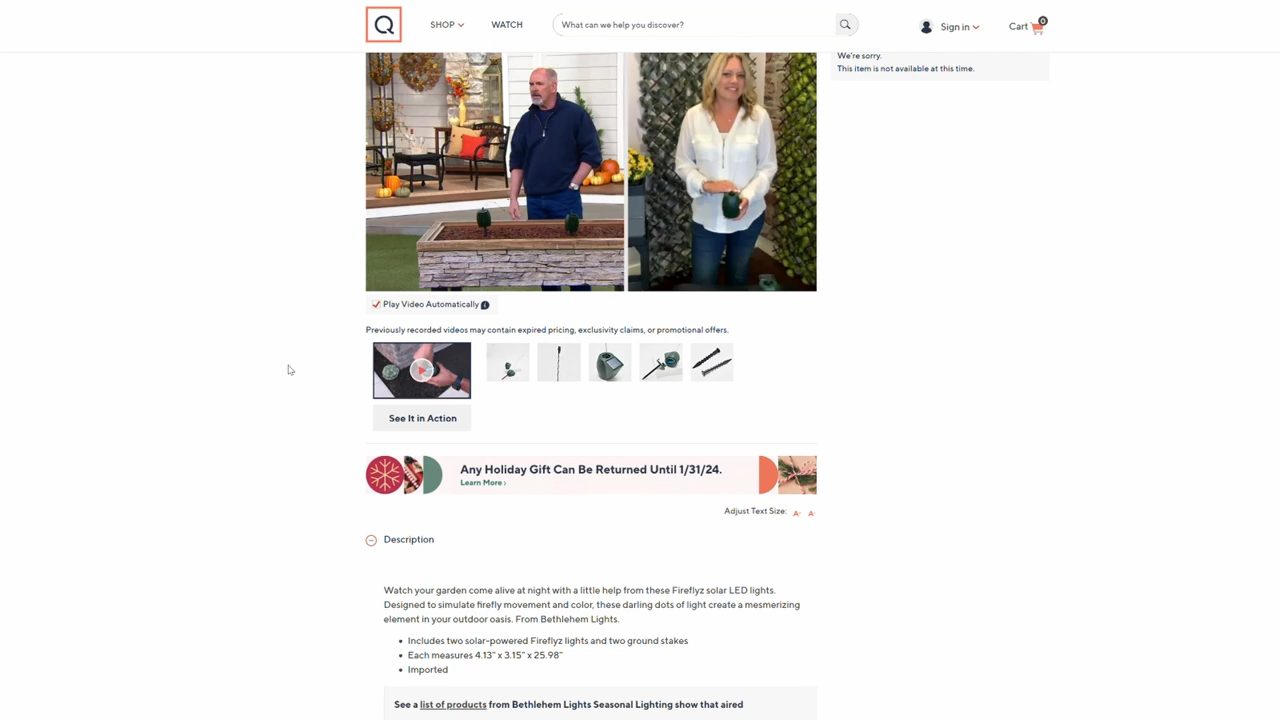 Q SHOP WATCH What can we help you discover? Sign in Cart 0
We're sorry.
This item is not available at this time.
Play Video Automatically i
Previously recorded videos may contain expired pricing, exclusivity claims, or promotional offers.
See It in Action
Any Holiday Gift Can Be Returned Until 1/31/24.
Learn More ›
Adjust Text Size: A- A+
Description
Watch your garden come alive at night with a little help from these Fireflyz solar LED lights.
Designed to simulate firefly movement and color, these darling dots of light create a mesmerizing
element in your outdoor oasis. From Bethlehem Lights.
• Includes two solar-powered Fireflyz lights and two ground stakes
• Each measures 4.13" x 3.15" x 25.98"
• Imported
See a list of products from Bethlehem Lights Seasonal Lighting show that aired